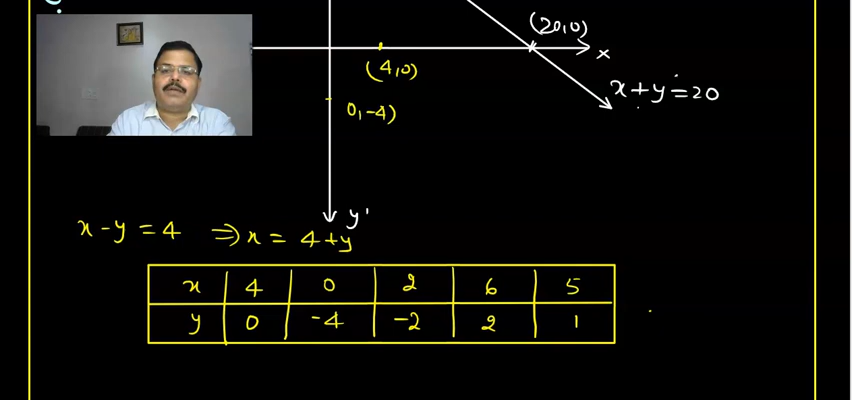 (20,0)
x
(4,0)
x + y = 20
0,-4)
y'
x - y = 4 ⇒ x = 4 + y
x 4 0 2 6 5
y 0 -4 -2 2 1